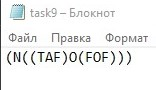 task9 – Блокнот
Файл Правка Формат
(N((TAF)O(FOF)))